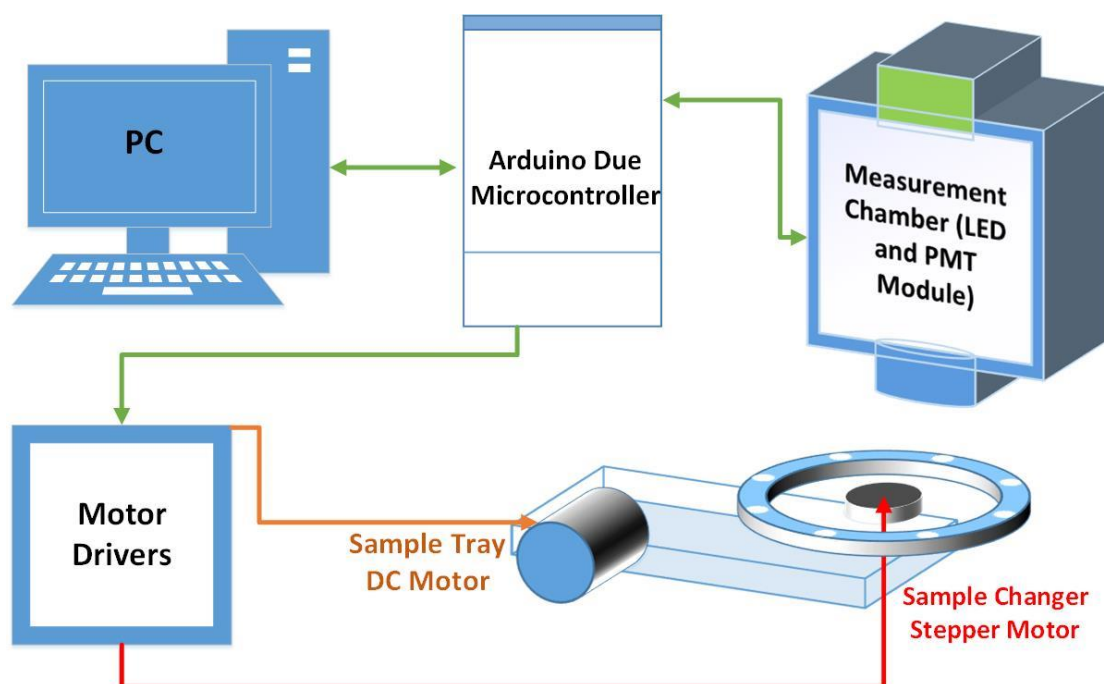 PC
Arduino Due
Microcontroller
Measurement
Chamber (LED
and PMT
Module)
Motor
Drivers
Sample Tray
DC Motor
Sample Changer
Stepper Motor